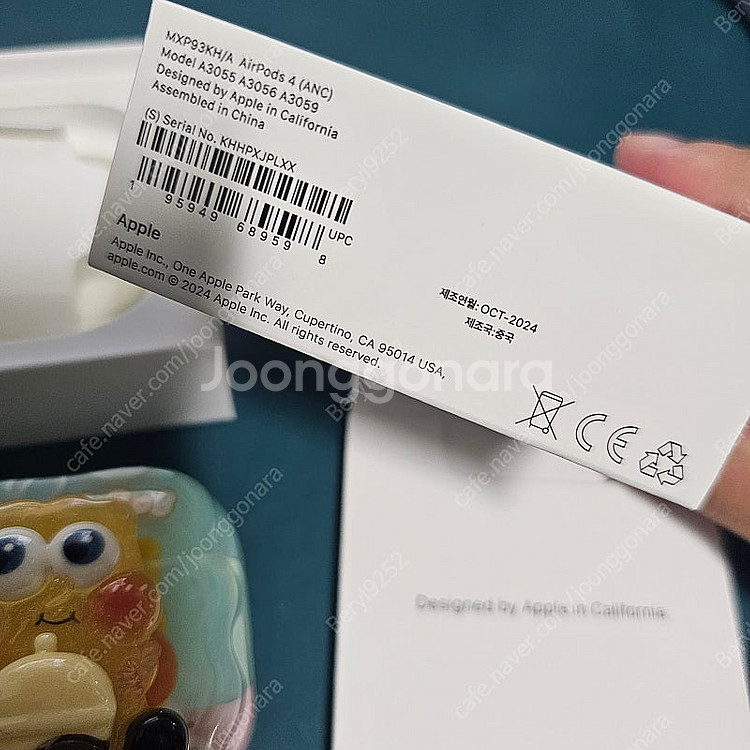 MXP93KH/A AirPods 4 (ANC)
Model A3055 A3056 A3059
Designed by Apple in California
Assembled in China
(S) Serial No. KHHPXJPLXX
1 95949 68959 8
UPC
Apple
Apple Inc., One Apple Park Way, Cupertino, CA 95014 USA,
apple.com © 2024 Apple Inc. All rights reserved.
제조연월: OCT-2024
제조국:중국
CE
Joonggonara
Designed by Apple in California
cafe.naver.com/joonggonara
Beryl9252